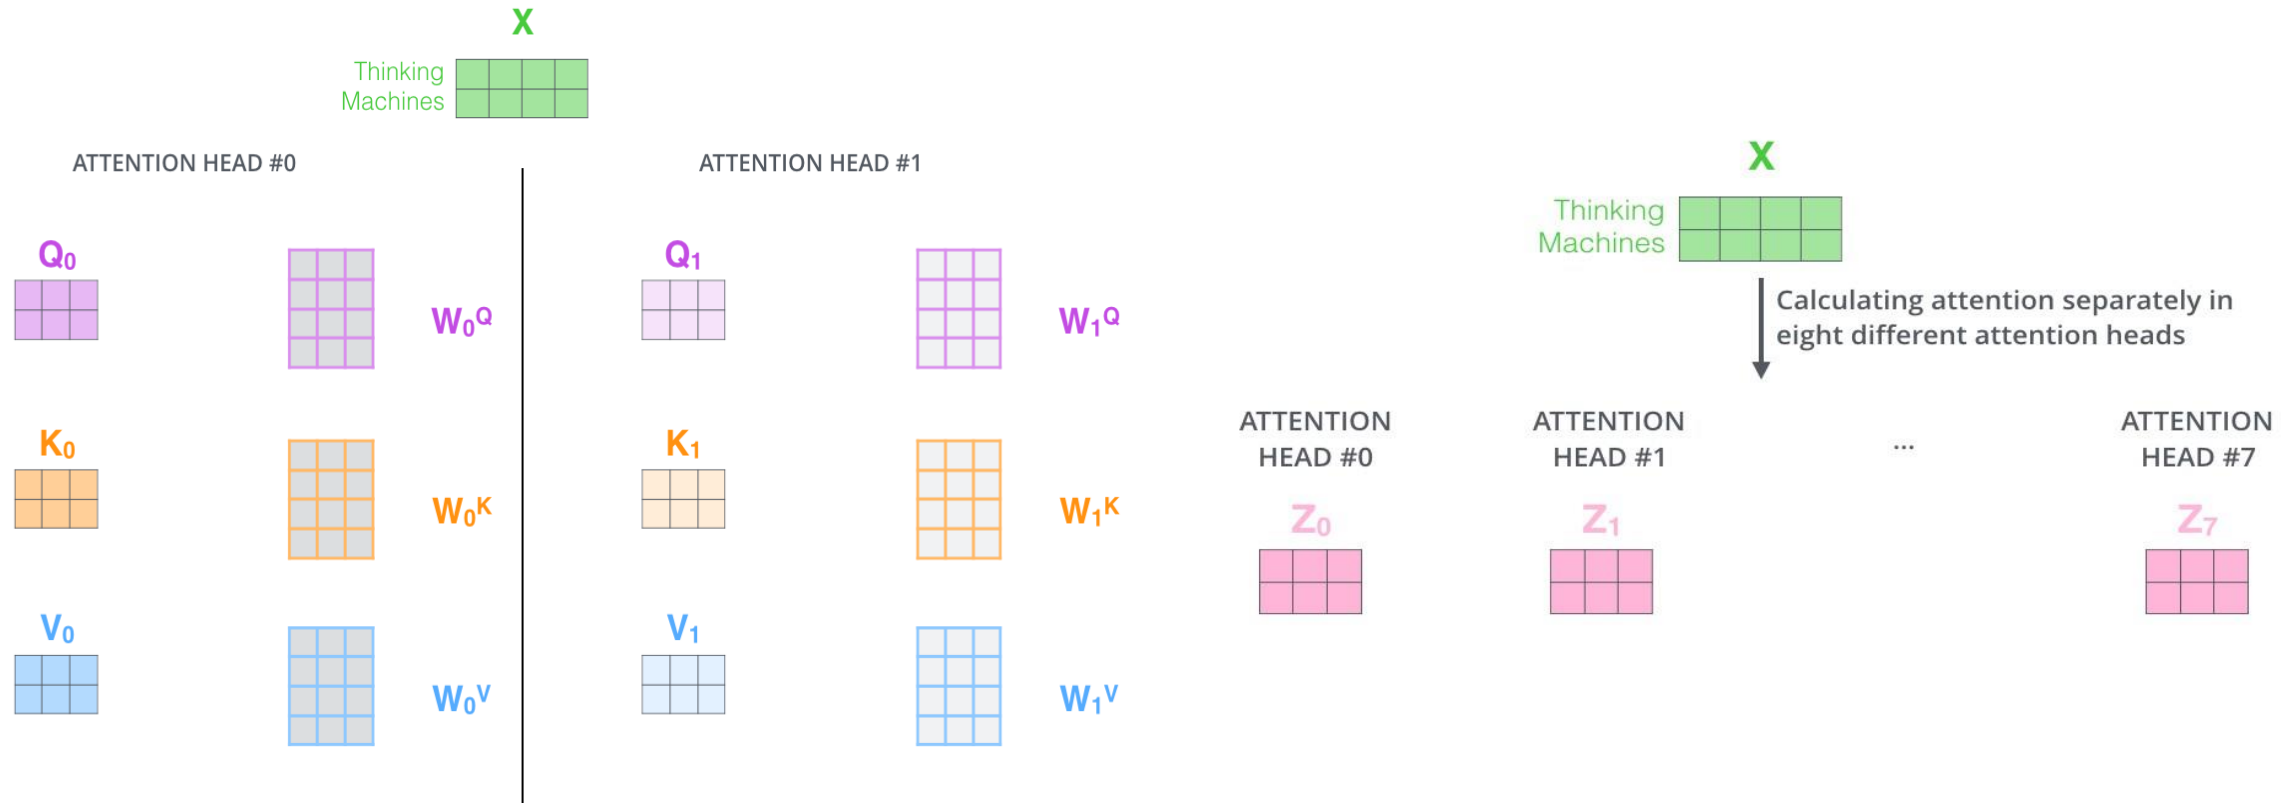 X
Thinking
Machines
ATTENTION HEAD #0
ATTENTION HEAD #1
Q0
W0Q
Q1
W1Q
K0
W0K
K1
W1K
V0
W0V
V1
W1V
X
Thinking
Machines
Calculating attention separately in
eight different attention heads
ATTENTION
HEAD #0
ATTENTION
HEAD #1
...
ATTENTION
HEAD #7
Z0
Z1
Z7